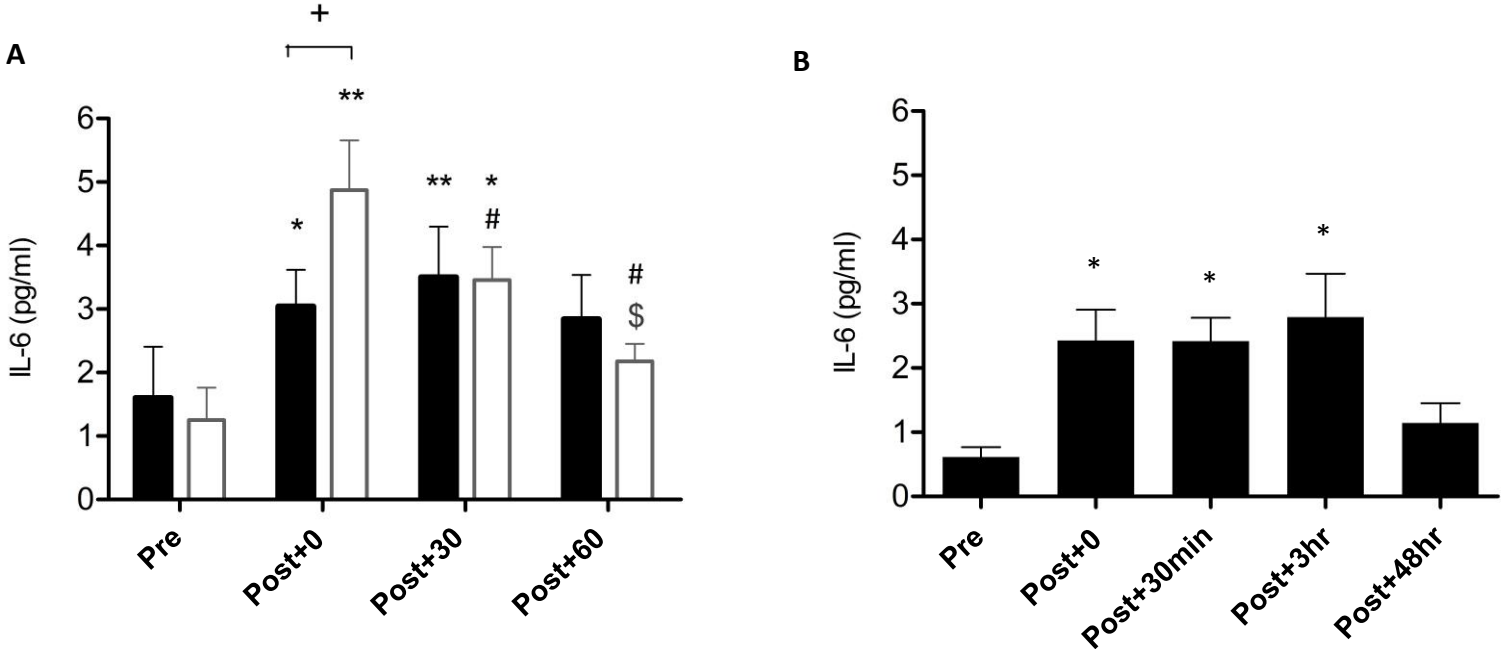 A
+
**
*
**
*
#
#
$
6
5
4
3
2
1
0
IL-6 (pg/ml)
Pre
Post+0
Post+30
Post+60
B
*
*
*
6
5
4
3
2
1
0
IL-6 (pg/ml)
Pre
Post+0
Post+30min
Post+3hr
Post+48hr